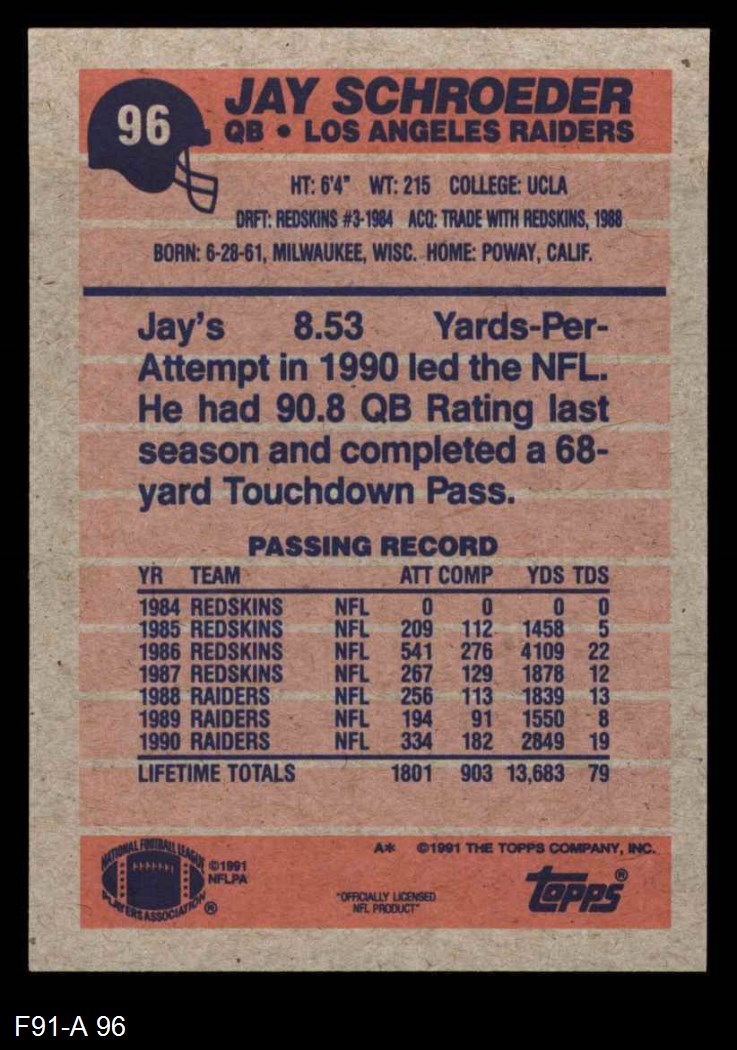 96
JAY SCHROEDER
QB • LOS ANGELES RAIDERS
HT: 6'4" WT: 215 COLLEGE: UCLA
DRFT: REDSKINS #3-1984 ACQ: TRADE WITH REDSKINS, 1988
BORN: 6-28-61, MILWAUKEE, WISC. HOME: POWAY, CALIF.
Jay's 8.53 Yards-Per-
Attempt in 1990 led the NFL.
He had 90.8 QB Rating last
season and completed a 68-
yard Touchdown Pass.
PASSING RECORD
YR TEAM ATT COMP YDS TDS
1984 REDSKINS NFL 0 0 0 0
1985 REDSKINS NFL 209 112 1458 5
1986 REDSKINS NFL 541 276 4109 22
1987 REDSKINS NFL 267 129 1878 12
1988 RAIDERS NFL 256 113 1839 13
1989 RAIDERS NFL 194 91 1550 8
1990 RAIDERS NFL 334 182 2849 19
LIFETIME TOTALS 1801 903 13,683 79
A* ©1991 THE TOPPS COMPANY, INC.
NATIONAL FOOTBALL LEAGUE
PLAYERS ASSOCIATION ®
©1991
NFLPA
"OFFICIALLY LICENSED
NFL PRODUCT"
topps®
F91-A 96